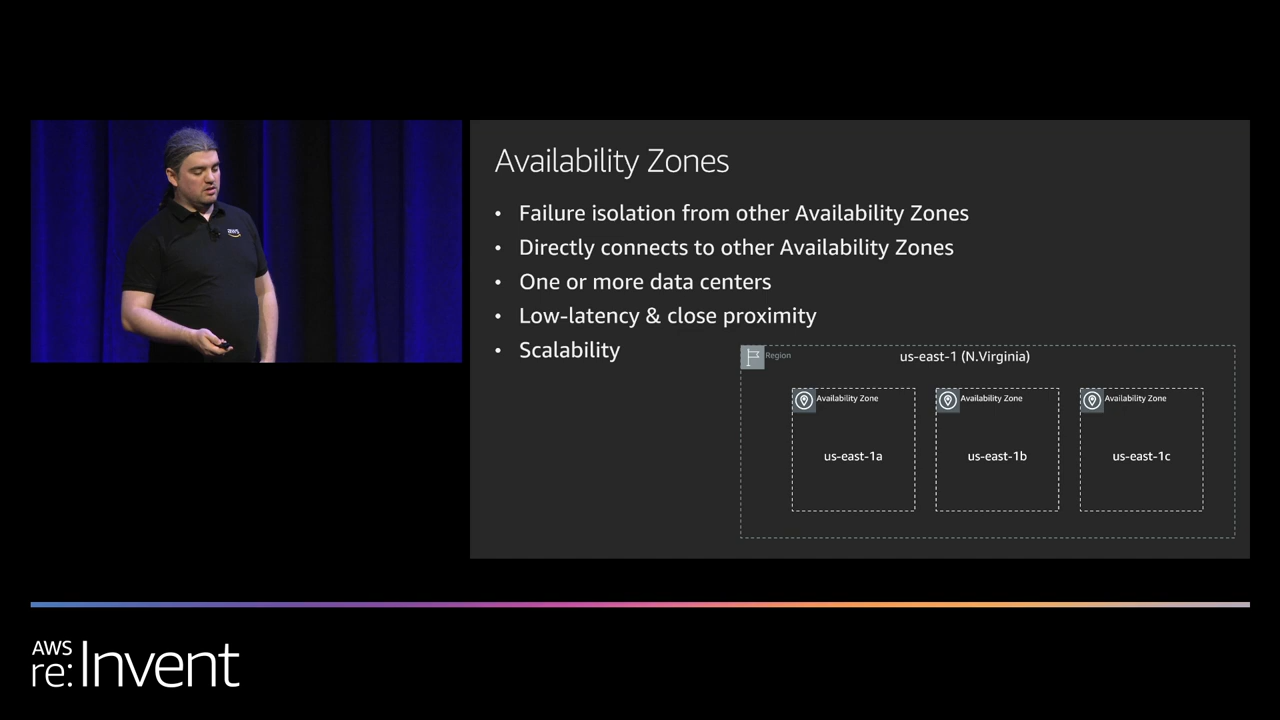 aws
Availability Zones
• Failure isolation from other Availability Zones
• Directly connects to other Availability Zones
• One or more data centers
• Low-latency & close proximity
• Scalability
Region
us-east-1 (N.Virginia)
Availability Zone
us-east-1a
Availability Zone
us-east-1b
Availability Zone
us-east-1c
AWS
re:Invent